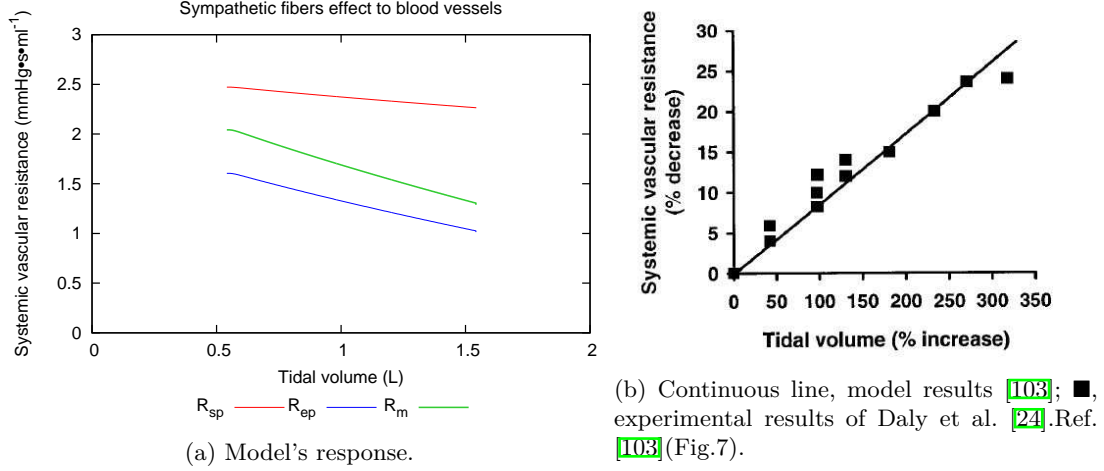 Sympathetic fibers effect to blood vessels
Systemic vascular resistance (mmHg•s•ml-1)
3
2.5
2
1.5
1
0.5
0
0
0.5
1
1.5
2
Tidal volume (L)
Rsp
Rep
Rm
(a) Model's response.
Systemic vascular resistance
(% decrease)
30
25
20
15
10
5
0
0
50
100
150
200
250
300
350
Tidal volume (% increase)
(b) Continuous line, model results [103]; ■,
experimental results of Daly et al. [24].Ref.
[103](Fig.7).